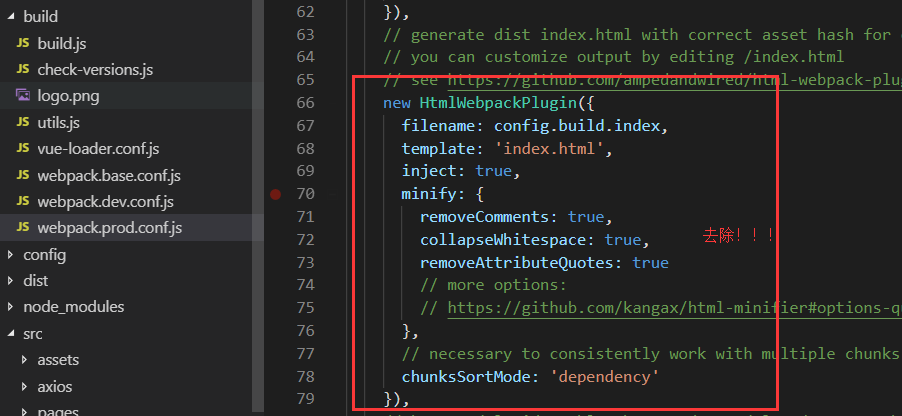 build
JS build.js
JS check-versions.js
logo.png
JS utils.js
JS vue-loader.conf.js
JS webpack.base.conf.js
JS webpack.dev.conf.js
JS webpack.prod.conf.js
config
dist
node_modules
src
assets
axios
pages
62 }),
63 // generate dist index.html with correct asset hash for
64 // you can customize output by editing /index.html
65 // see https://github.com/ampedandwired/html-webpack-plu
66 new HtmlWebpackPlugin({
67 filename: config.build.index,
68 template: 'index.html',
69 inject: true,
70 minify: {
71 removeComments: true,
72 collapseWhitespace: true,
73 removeAttributeQuotes: true
74 // more options:
75 // https://github.com/kangax/html-minifier#options-qu
76 },
77 // necessary to consistently work with multiple chunks
78 chunksSortMode: 'dependency'
79 }),
去除！！！